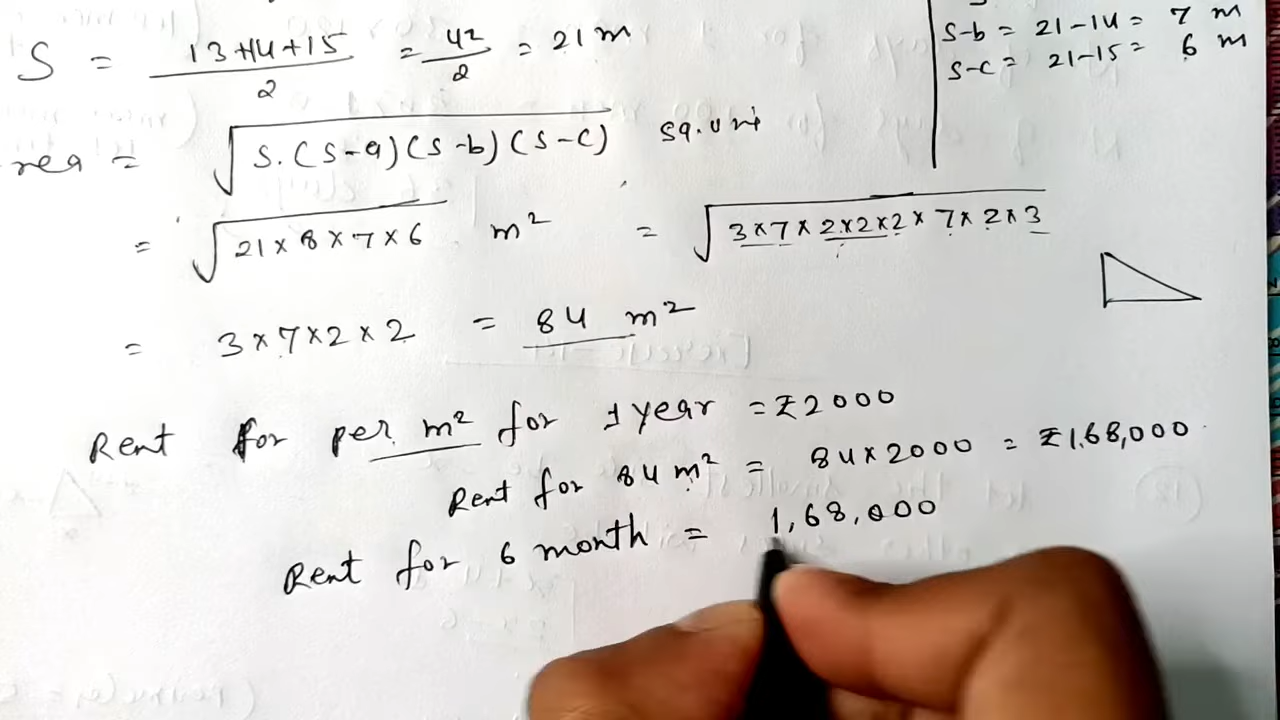 S = 13+14+15 / 2 = 42 / 2 = 21 m
S-b = 21-14 = 7 m
S-c = 21-15 = 6 m
rea = √S.(S-a)(S-b)(S-c) sq.unit
= √21×8×7×6 m² = √3×7×2×2×2×7×2×3
= 3×7×2×2 = 84 m²
Rent for per m² for 1 year = ₹2000
Rent for 84 m² = 84×2000 = ₹1,68,000
Rent for 6 month = 1,68,000